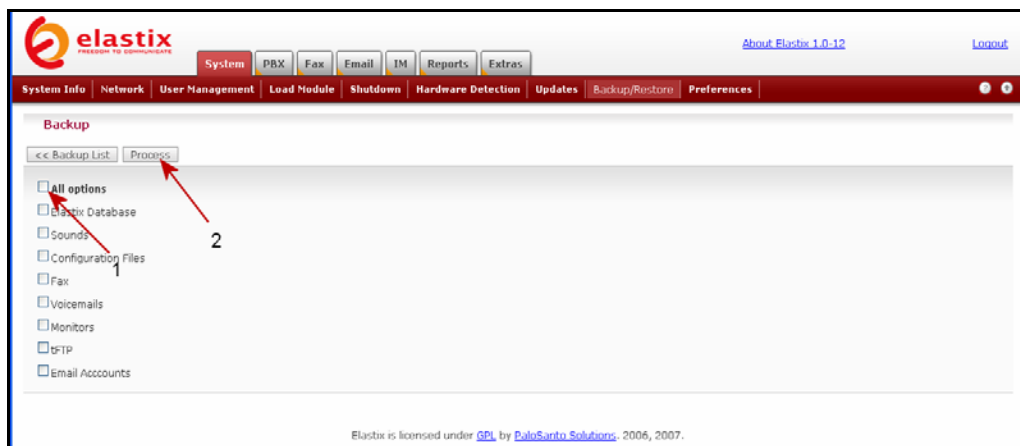 elastix
FREEDOM TO COMMUNICATE
About Elastix 1.0-12
Logout
System PBX Fax Email IM Reports Extras
System Info Network User Management Load Module Shutdown Hardware Detection Updates Backup/Restore Preferences
Backup
<< Backup List Process
All options
Elastix Database
Sounds
2
Configuration Files
1
Fax
Voicemails
Monitors
tFTP
Email Acccounts
Elastix is licensed under GPL by PaloSanto Solutions. 2006, 2007.